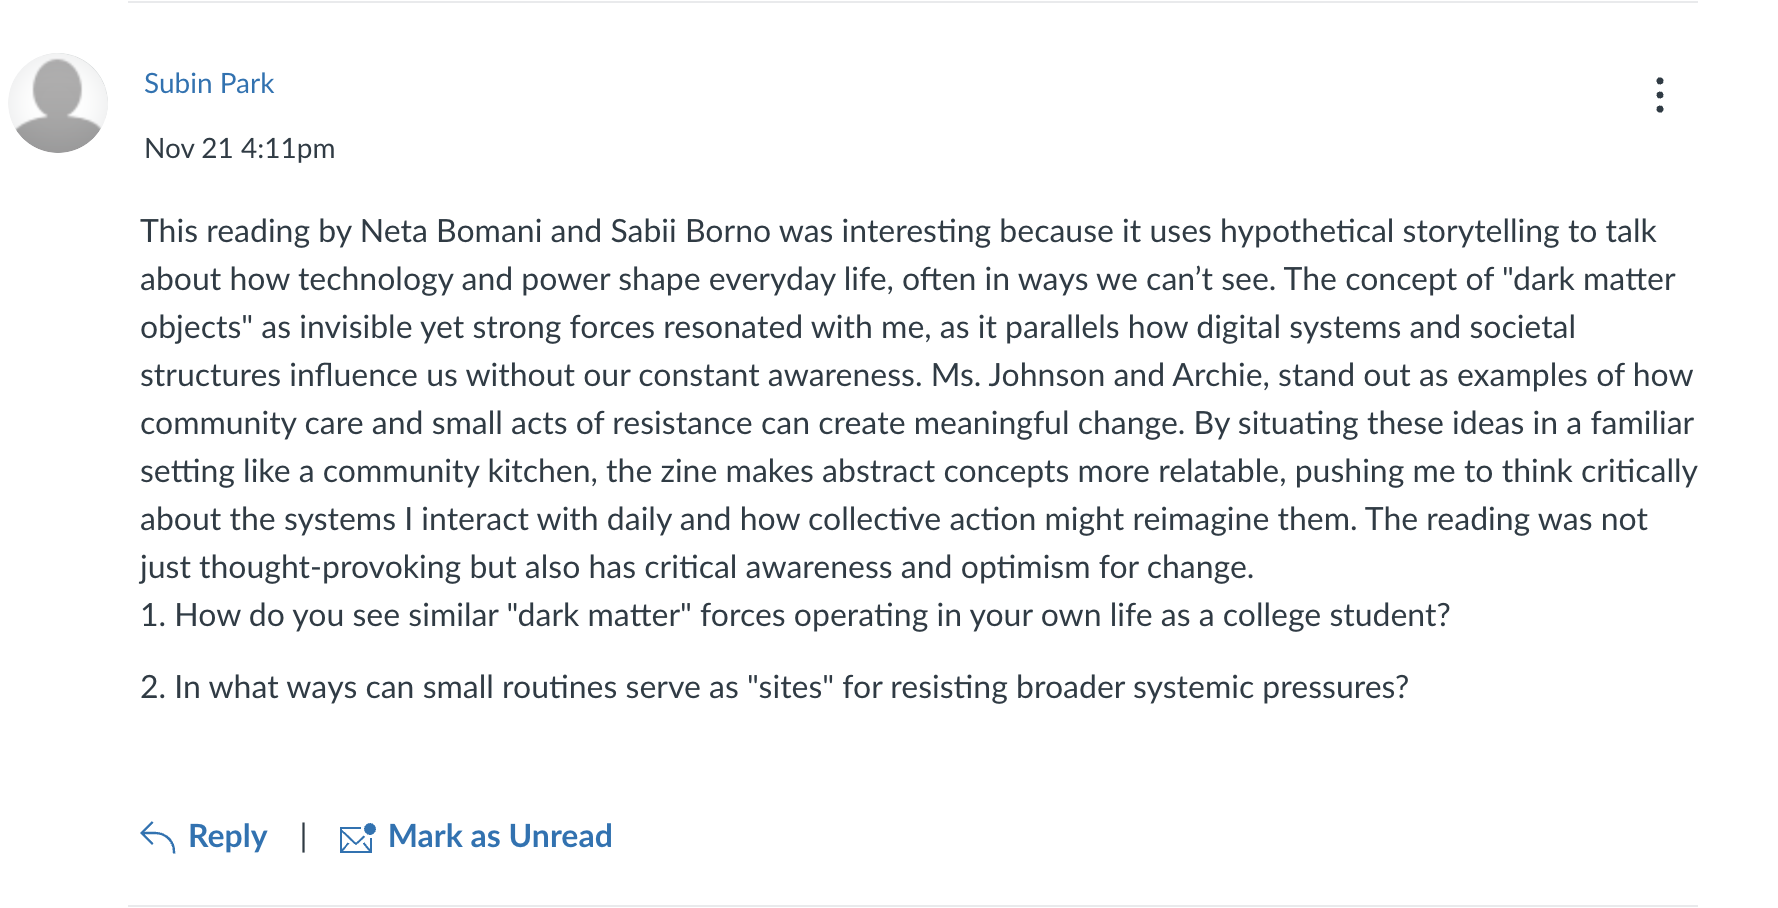 Subin Park
Nov 21 4:11pm
This reading by Neta Bomani and Sabii Borno was interesting because it uses hypothetical storytelling to talk
about how technology and power shape everyday life, often in ways we can’t see. The concept of "dark matter
objects" as invisible yet strong forces resonated with me, as it parallels how digital systems and societal
structures influence us without our constant awareness. Ms. Johnson and Archie, stand out as examples of how
community care and small acts of resistance can create meaningful change. By situating these ideas in a familiar
setting like a community kitchen, the zine makes abstract concepts more relatable, pushing me to think critically
about the systems I interact with daily and how collective action might reimagine them. The reading was not
just thought-provoking but also has critical awareness and optimism for change.
1. How do you see similar "dark matter" forces operating in your own life as a college student?
2. In what ways can small routines serve as "sites" for resisting broader systemic pressures?
Reply | Mark as Unread